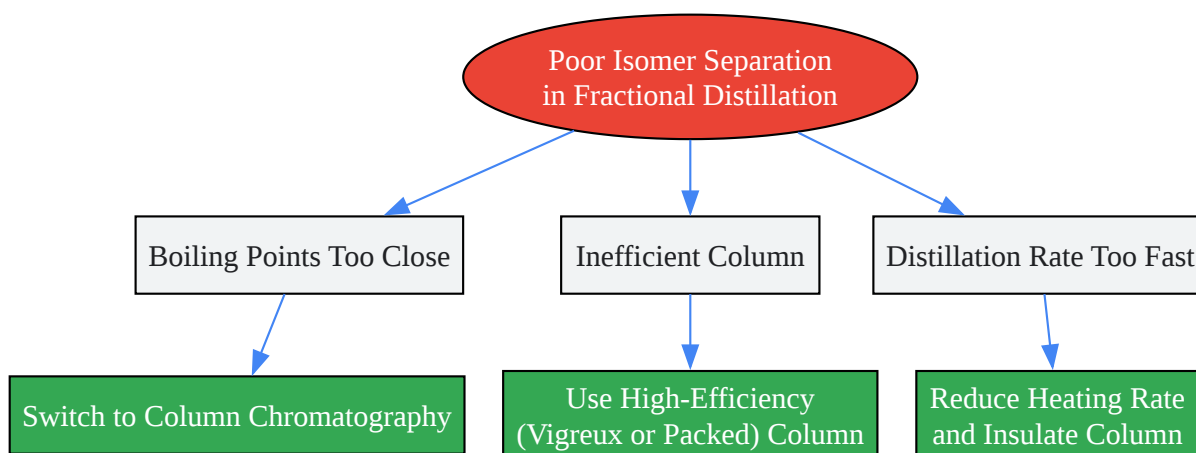 Poor Isomer Separation
in Fractional Distillation
Boiling Points Too Close
Inefficient Column
Distillation Rate Too Fast
Switch to Column Chromatography
Use High-Efficiency
(Vigreux or Packed) Column
Reduce Heating Rate
and Insulate Column